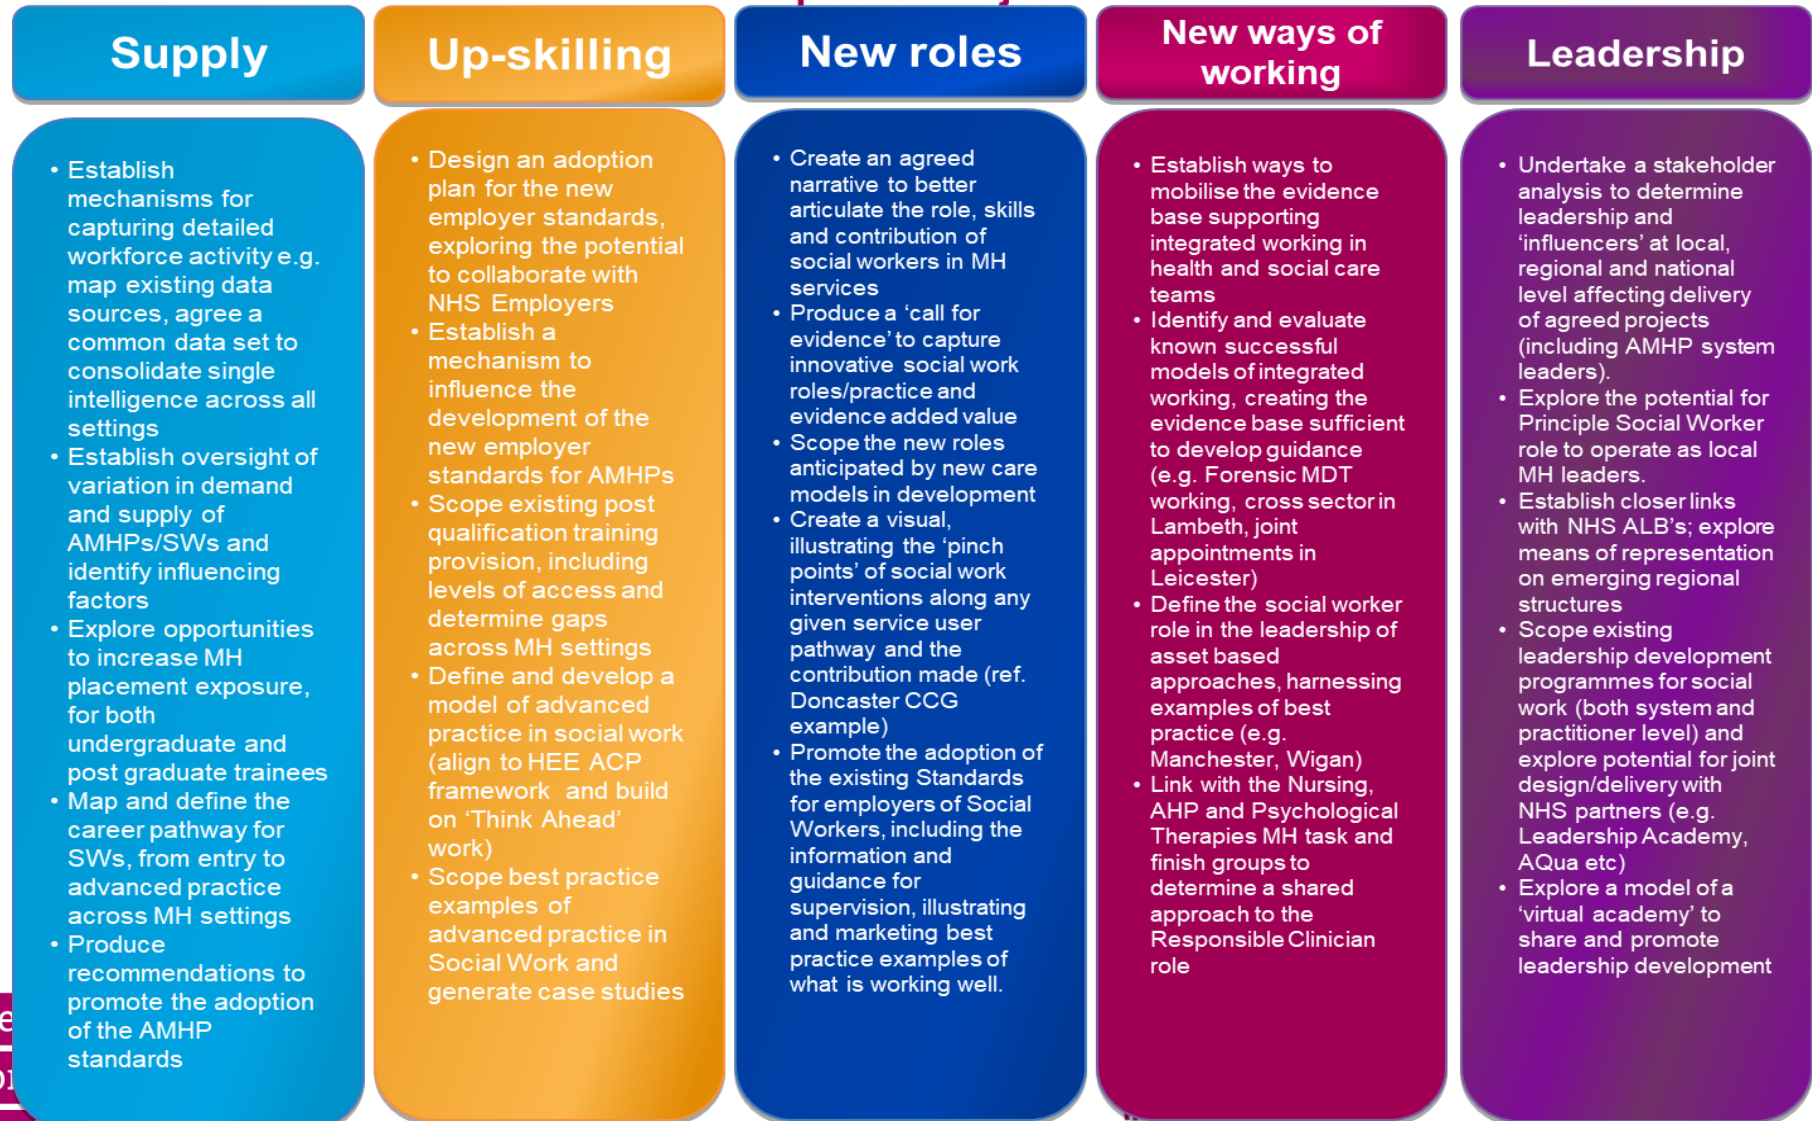 Supply
• Establish
mechanisms for
capturing detailed
workforce activity e.g.
map existing data
sources, agree a
common data set to
consolidate single
intelligence across all
settings
• Establish oversight of
variation in demand
and supply of
AMHPs/SWs and
identify influencing
factors
• Explore opportunities
to increase MH
placement exposure,
for both
undergraduate and
post graduate trainees
• Map and define the
career pathway for
SWs, from entry to
advanced practice
across MH settings
• Produce
recommendations to
promote the adoption
of the AMHP
standards
Up-skilling
• Design an adoption
plan for the new
employer standards,
exploring the potential
to collaborate with
NHS Employers
• Establish a
mechanism to
influence the
development of the
new employer
standards for AMHPs
• Scope existing post
qualification training
provision, including
levels of access and
determine gaps
across MH settings
• Define and develop a
model of advanced
practice in social work
(align to HEE ACP
framework and build
on ‘Think Ahead’
work)
• Scope best practice
examples of
advanced practice in
Social Work and
generate case studies
New roles
• Create an agreed
narrative to better
articulate the role, skills
and contribution of
social workers in MH
services
• Produce a ‘call for
evidence’ to capture
innovative social work
roles/practice and
evidence added value
• Scope the new roles
anticipated by new care
models in development
• Create a visual,
illustrating the ‘pinch
points’ of social work
interventions along any
given service user
pathway and the
contribution made (ref.
Doncaster CCG
example)
• Promote the adoption of
the existing Standards
for employers of Social
Workers, including the
information and
guidance for
supervision, illustrating
and marketing best
practice examples of
what is working well.
New ways of
working
• Establish ways to
mobilise the evidence
base supporting
integrated working in
health and social care
teams
• Identify and evaluate
known successful
models of integrated
working, creating the
evidence base sufficient
to develop guidance
(e.g. Forensic MDT
working, cross sector in
Lambeth, joint
appointments in
Leicester)
• Define the social worker
role in the leadership of
asset based
approaches, harnessing
examples of best
practice (e.g.
Manchester, Wigan)
• Link with the Nursing,
AHP and Psychological
Therapies MH task and
finish groups to
determine a shared
approach to the
Responsible Clinician
role
Leadership
• Undertake a stakeholder
analysis to determine
leadership and
‘influencers’ at local,
regional and national
level affecting delivery
of agreed projects
(including AMHP system
leaders).
• Explore the potential for
Principle Social Worker
role to operate as local
MH leaders.
• Establish closer links
with NHS ALB’s; explore
means of representation
on emerging regional
structures
• Scope existing
leadership development
programmes for social
work (both system and
practitioner level) and
explore potential for joint
design/delivery with
NHS partners (e.g.
Leadership Academy,
AQua etc)
• Explore a model of a
‘virtual academy’ to
share and promote
leadership development